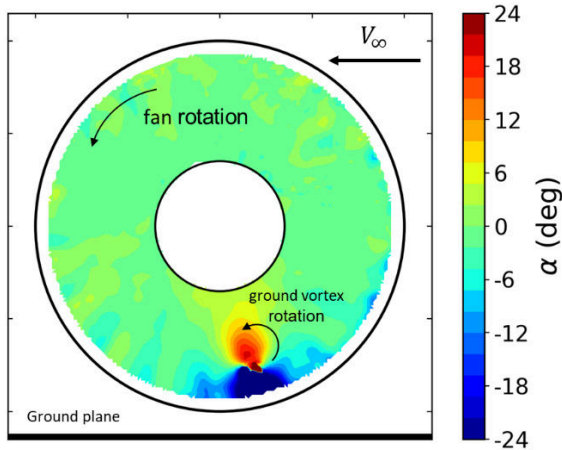 V∞
fan rotation
ground vortex
rotation
Ground plane
24
18
12
6
0
-6
-12
-18
-24
α (deg)